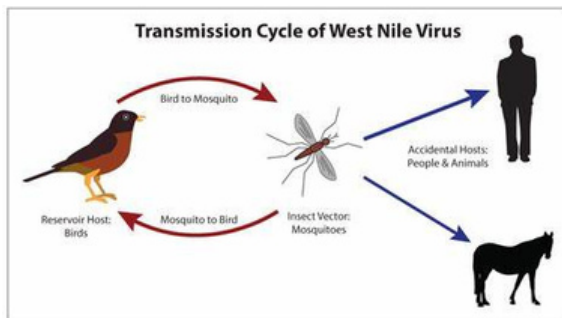 Transmission Cycle of West Nile Virus
Bird to Mosquito
Accidental Hosts:
People & Animals
Reservoir Host:
Birds
Mosquito to Bird
Insect Vector:
Mosquitoes